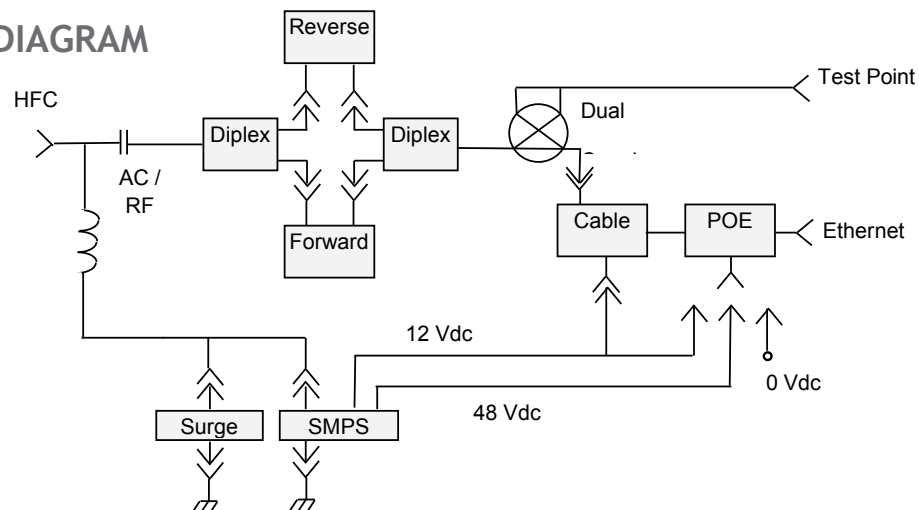 DIAGRAM
Reverse
HFC
Test Point
Dual
Diplex
Diplex
AC /
RF
Cable
POE
Ethernet
Forward
12 Vdc
0 Vdc
48 Vdc
Surge
SMPS